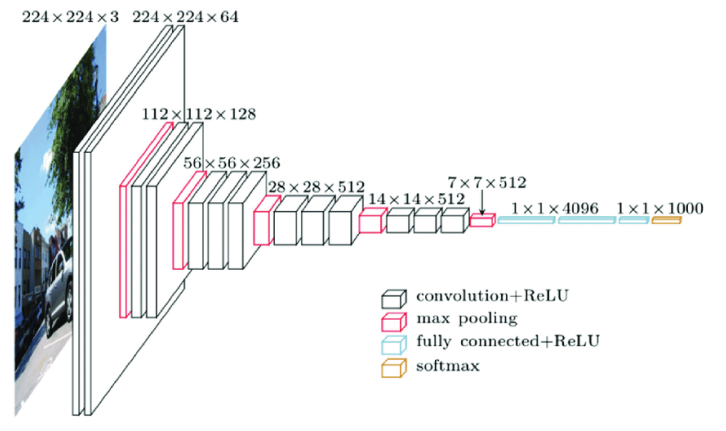 224×224×3
224×224×64
112×112×128
56×56×256
28×28×512
14×14×512
7×7×512
1×1×4096
1×1×1000
convolution+ReLU
max pooling
fully connected+ReLU
softmax